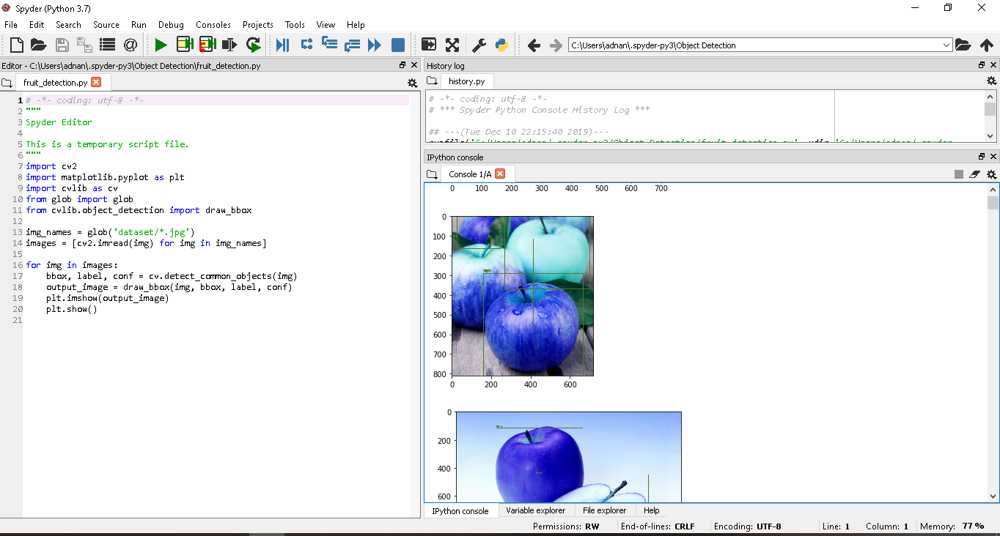 Spyder (Python 3.7)
File Edit Search Source Run Debug Consoles Projects Tools View Help
C:\Users\adnan\.spyder-py3\Object Detection
Editor - C:\Users\adnan\.spyder-py3\Object Detection\fruit_detection.py
fruit_detection.py
1 # -*- coding: utf-8 -*-
2 """
3 Spyder Editor
4
5 This is a temporary script file.
6 """
7 import cv2
8 import matplotlib.pyplot as plt
9 import cvlib as cv
10 from glob import glob
11 from cvlib.object_detection import draw_bbox
12
13 img_names = glob('dataset/*.jpg')
14 images = [cv2.imread(img) for img in img_names]
15
16 for img in images:
17     bbox, label, conf = cv.detect_common_objects(img)
18     output_image = draw_bbox(img, bbox, label, conf)
19     plt.imshow(output_image)
20     plt.show()
21
History log
history.py
# -*- coding: utf-8 -*-
# *** Spyder Python Console History Log ***
## ---(Tue Dec 10 22:15:40 2019)---
IPython console
Console 1/A
0 100 200 300 400 500 600 700
0
100
200
300
400
500
600
700
800
apple
0 200 400 600
0
200
400
600
IPython console Variable explorer File explorer Help
Permissions: RW End-of-lines: CRLF Encoding: UTF-8 Line: 1 Column: 1 Memory: 77 %